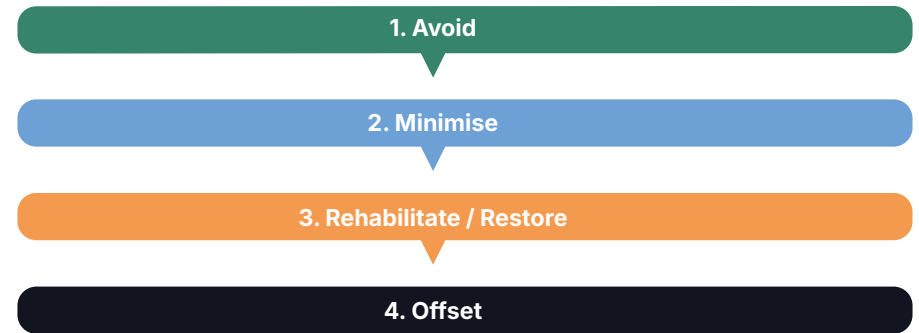 1. Avoid
2. Minimise
3. Rehabilitate / Restore
4. Offset